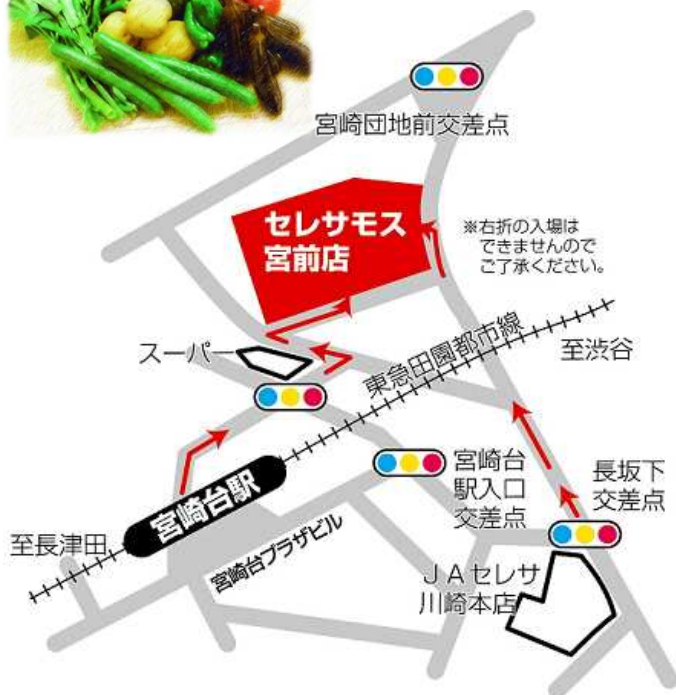 宮崎団地前交差点
セレサモス
宮前店
※右折の入場は
できませんので
ご了承ください。
スーパー
東急田園都市線
至渋谷
宮崎台
駅入口
交差点
長坂下
交差点
宮崎台駅
至長津田
宮崎台プラザビル
JAセレサ
川崎本店